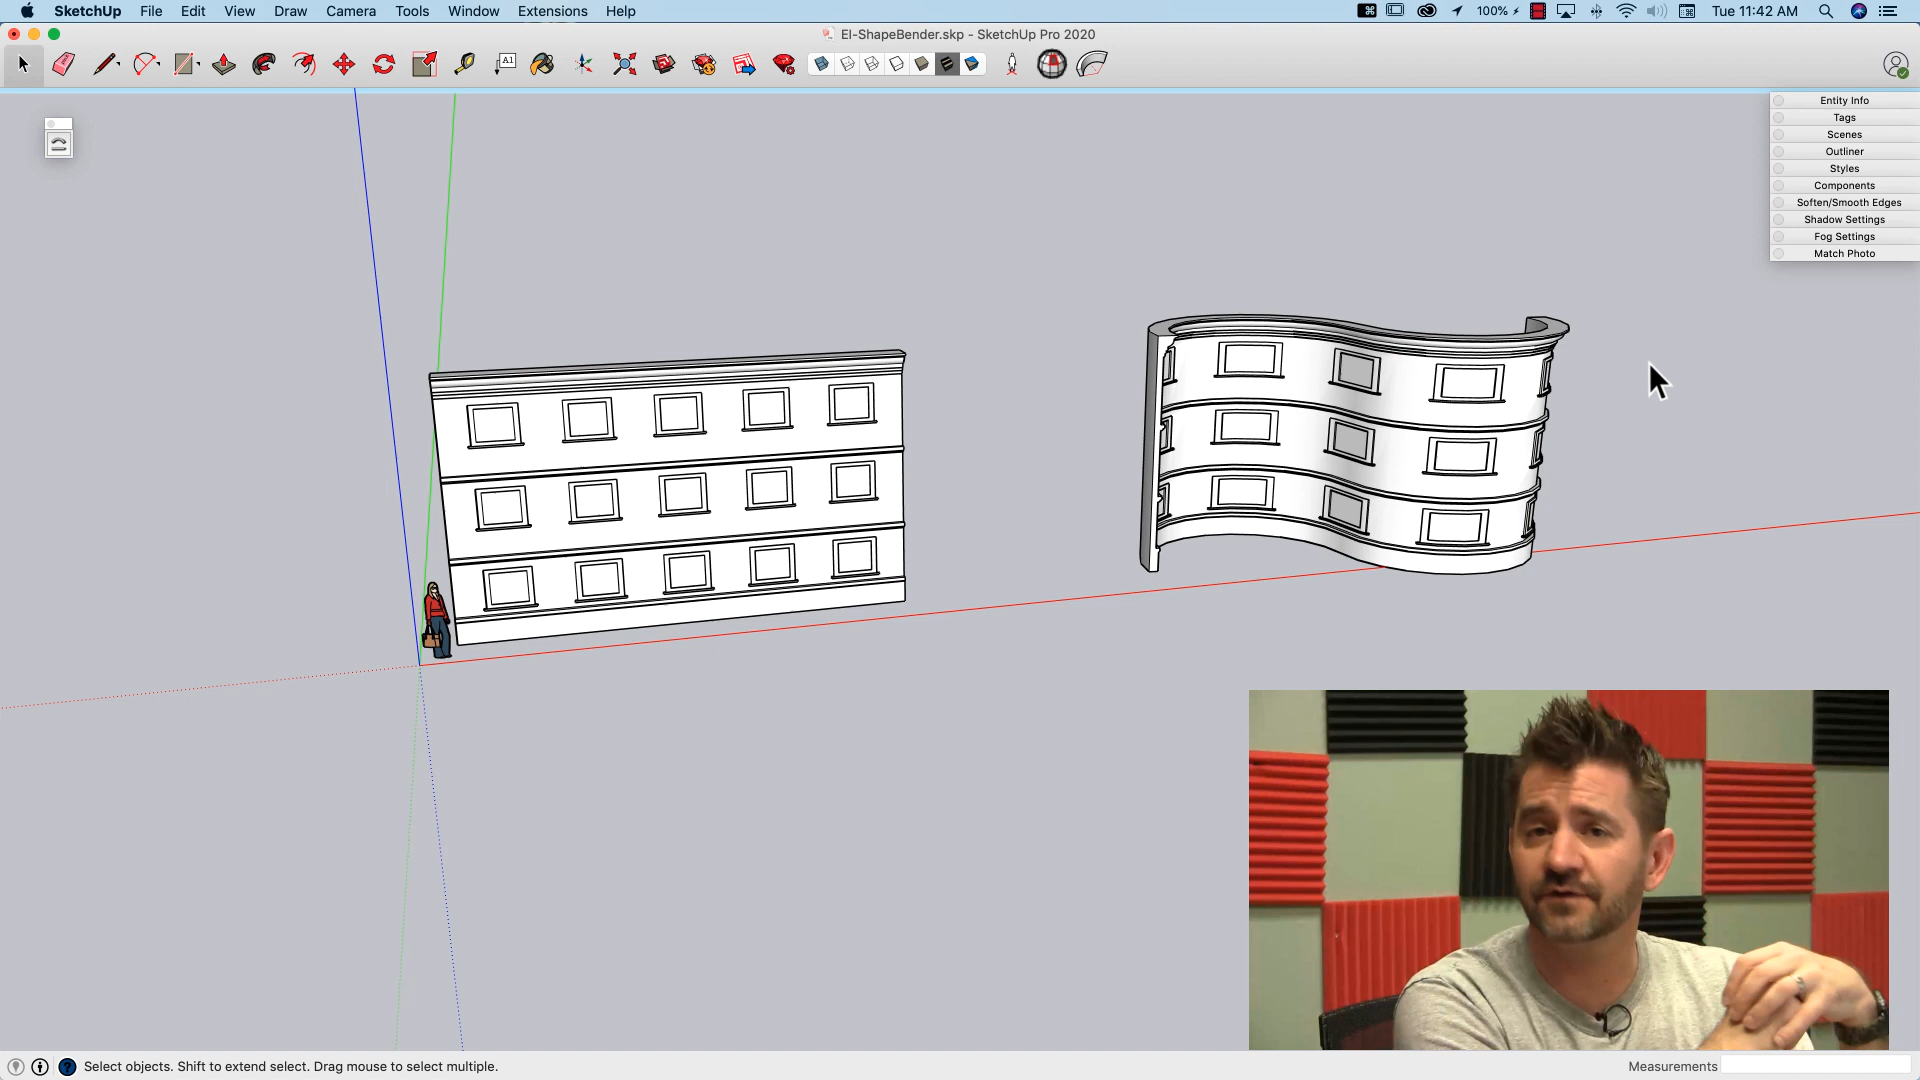 SketchUp File Edit View Draw Camera Tools Window Extensions Help 100% Tue 11:42 AM
EI-ShapeBender.skp - SketchUp Pro 2020
A1
Entity Info
Tags
Scenes
Outliner
Styles
Components
Soften/Smooth Edges
Shadow Settings
Fog Settings
Match Photo
Select objects. Shift to extend select. Drag mouse to select multiple.
Measurements